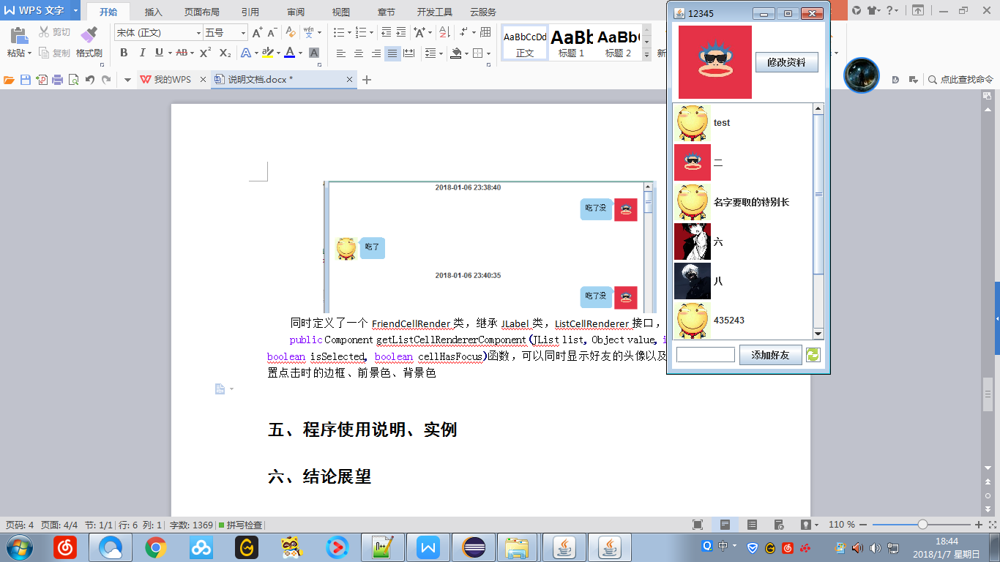 WPS 文字
开始 插入 页面布局 引用 审阅 视图 章节 开发工具 云服务
粘贴 剪切 复制 格式刷
宋体 (正文) 五号
B I U AB X² X₂ A A A
AaBbCcDd AaBb AaBb(
正文 标题 1 标题 2 新
我的WPS 说明文档.docx * 点此查找命令
2018-01-06 23:38:40
吃了没
吃了
2018-01-06 23:40:35
吃了没
同时定义了一个 FriendCellRender 类，继承 JLabel 类，ListCellRenderer 接口，
public Component getListCellRendererComponent(JList list, Object value, i
boolean isSelected, boolean cellHasFocus)函数，可以同时显示好友的头像以及
置点击时的边框、前景色、背景色
五、程序使用说明、实例
六、结论展望
12345
修改资料
test
二
名字要取的特别长
六
八
435243
添加好友
页码: 4 页面: 4/4 节: 1/1 行: 6 列: 1 字数: 1369 拼写检查 110 %
中
18:44
2018/1/7 星期日